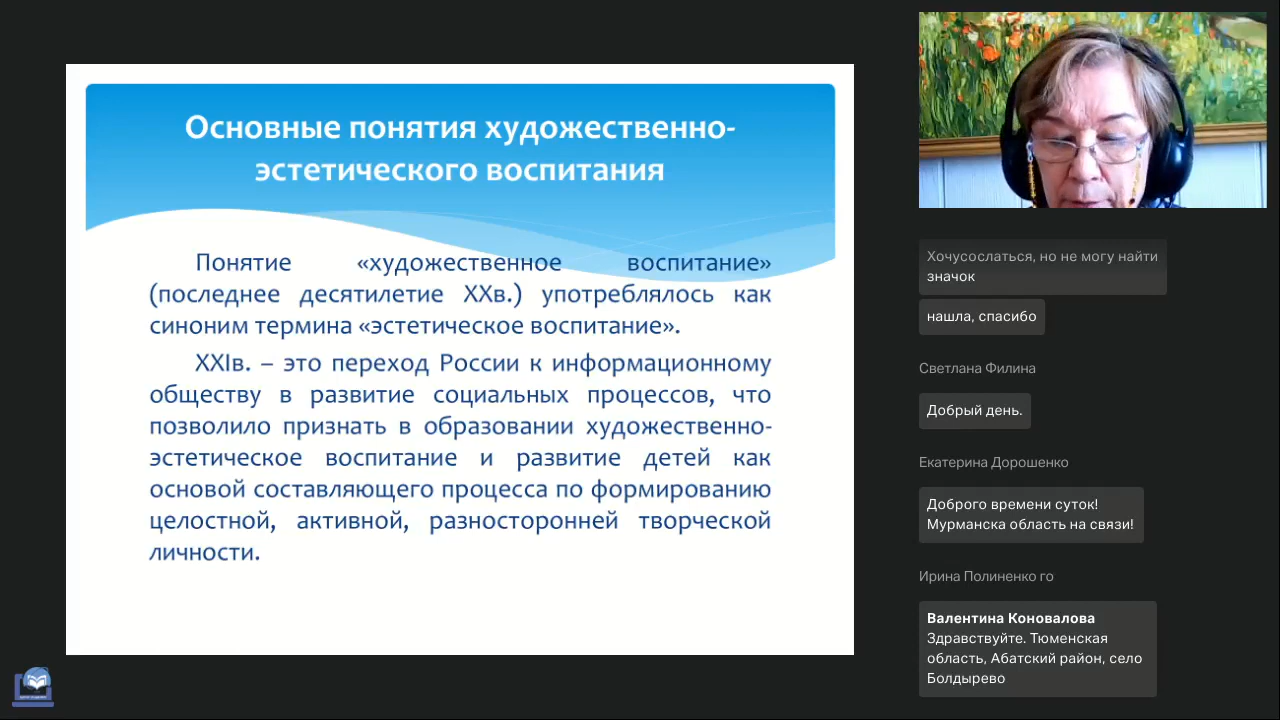 Основные понятия художественно-
эстетического воспитания
Понятие «художественное воспитание»
(последнее десятилетие XXв.) употреблялось как
синоним термина «эстетическое воспитание».
XXIв. – это переход России к информационному
обществу в развитие социальных процессов, что
позволило признать в образовании художественно-
эстетическое воспитание и развитие детей как
основой составляющего процесса по формированию
целостной, активной, разносторонней творческой
личности.
Хочусослаться, но не могу найти
значок
нашла, спасибо
Светлана Филина
Добрый день.
Екатерина Дорошенко
Доброго времени суток!
Мурманска область на связи!
Ирина Полиненко го
Валентина Коновалова
Здравствуйте. Тюменская
область, Абатский район, село
Болдырево